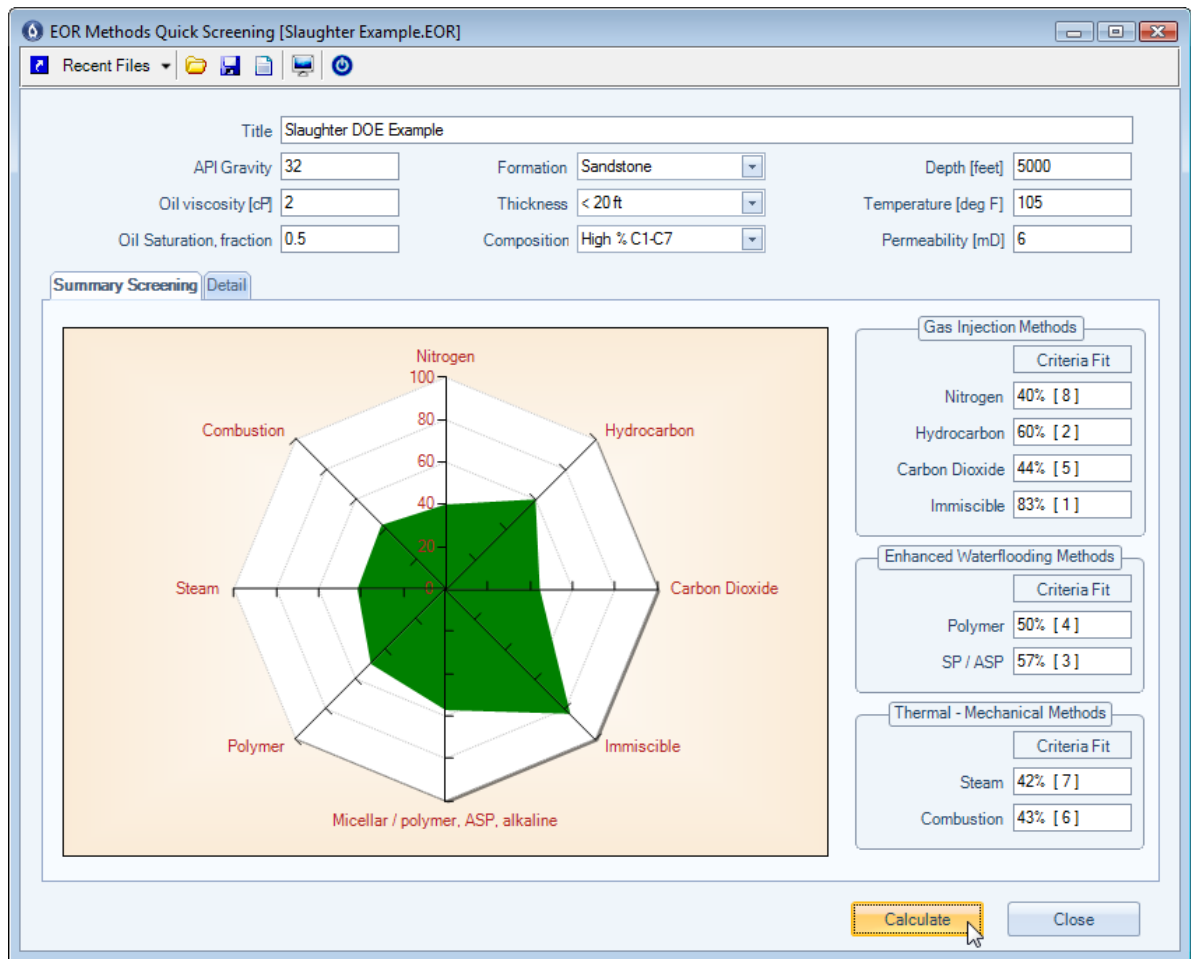 EOR Methods Quick Screening [Slaughter Example.EOR]
Recent Files
Title Slaughter DOE Example
API Gravity 32 Formation Sandstone Depth [feet] 5000
Oil viscosity [cP] 2 Thickness < 20 ft Temperature [deg F] 105
Oil Saturation, fraction 0.5 Composition High % C1-C7 Permeability [mD] 6
Summary Screening Detail
Nitrogen
100
80
60
40
20
0
Combustion
Hydrocarbon
Steam
Carbon Dioxide
Polymer
Immiscible
Micellar / polymer, ASP, alkaline
Gas Injection Methods
Criteria Fit
Nitrogen 40% [ 8 ]
Hydrocarbon 60% [ 2 ]
Carbon Dioxide 44% [ 5 ]
Immiscible 83% [ 1 ]
Enhanced Waterflooding Methods
Criteria Fit
Polymer 50% [ 4 ]
SP / ASP 57% [ 3 ]
Thermal - Mechanical Methods
Criteria Fit
Steam 42% [ 7 ]
Combustion 43% [ 6 ]
Calculate Close